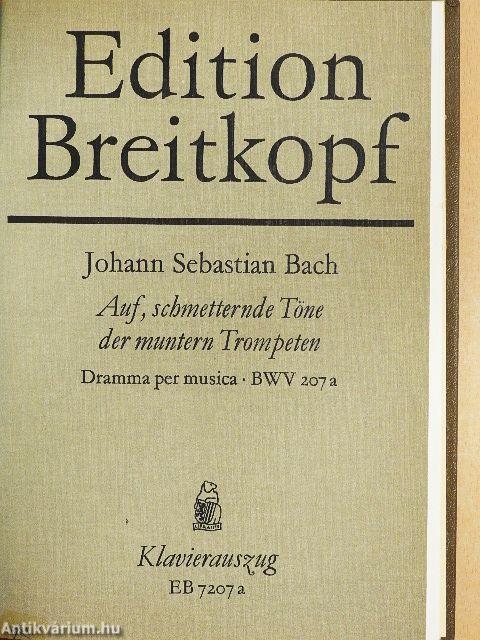 Edition
Breitkopf
Johann Sebastian Bach
Auf, schmetternde Töne
der muntern Trompeten
Dramma per musica · BWV 207a
Klavierauszug
EB 7207a
Antikvárium.hu